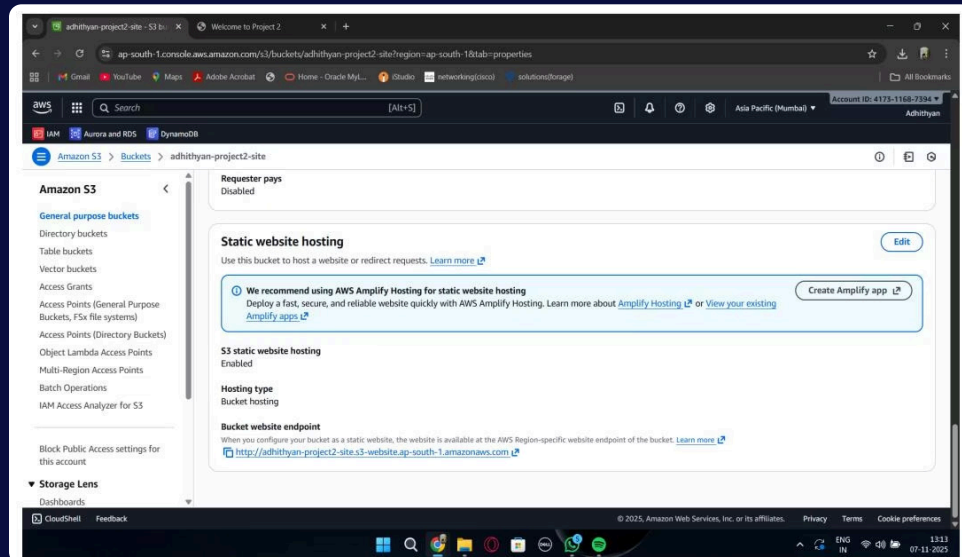 adhithyan-project2-site - S3 bu
Welcome to Project 2
ap-south-1.console.aws.amazon.com/s3/buckets/adhithyan-project2-site?region=ap-south-1&tab=properties
Gmail
YouTube
Maps
Adobe Acrobat
Home - Oracle MyL...
iStudio
networking(cisco)
solutions(forage)
All Bookmarks
aws
Search
[Alt+S]
Asia Pacific (Mumbai)
Account ID: 4173-1168-7394
Adhithyan
IAM
Aurora and RDS
DynamoDB
Amazon S3 > Buckets > adhithyan-project2-site
Amazon S3
General purpose buckets
Directory buckets
Table buckets
Vector buckets
Access Grants
Access Points (General Purpose
Buckets, FSx file systems)
Access Points (Directory Buckets)
Object Lambda Access Points
Multi-Region Access Points
Batch Operations
IAM Access Analyzer for S3
Block Public Access settings for
this account
Storage Lens
Dashboards
Requester pays
Disabled
Static website hosting
Edit
Use this bucket to host a website or redirect requests. Learn more
We recommend using AWS Amplify Hosting for static website hosting
Deploy a fast, secure, and reliable website quickly with AWS Amplify Hosting. Learn more about Amplify Hosting or View your existing
Amplify apps
Create Amplify app
S3 static website hosting
Enabled
Hosting type
Bucket hosting
Bucket website endpoint
When you configure your bucket as a static website, the website is available at the AWS Region-specific website endpoint of the bucket. Learn more
http://adhithyan-project2-site.s3-website.ap-south-1.amazonaws.com
CloudShell
Feedback
© 2025, Amazon Web Services, Inc. or its affiliates.
Privacy
Terms
Cookie preferences
DELL
ENG
IN
13:13
07-11-2025